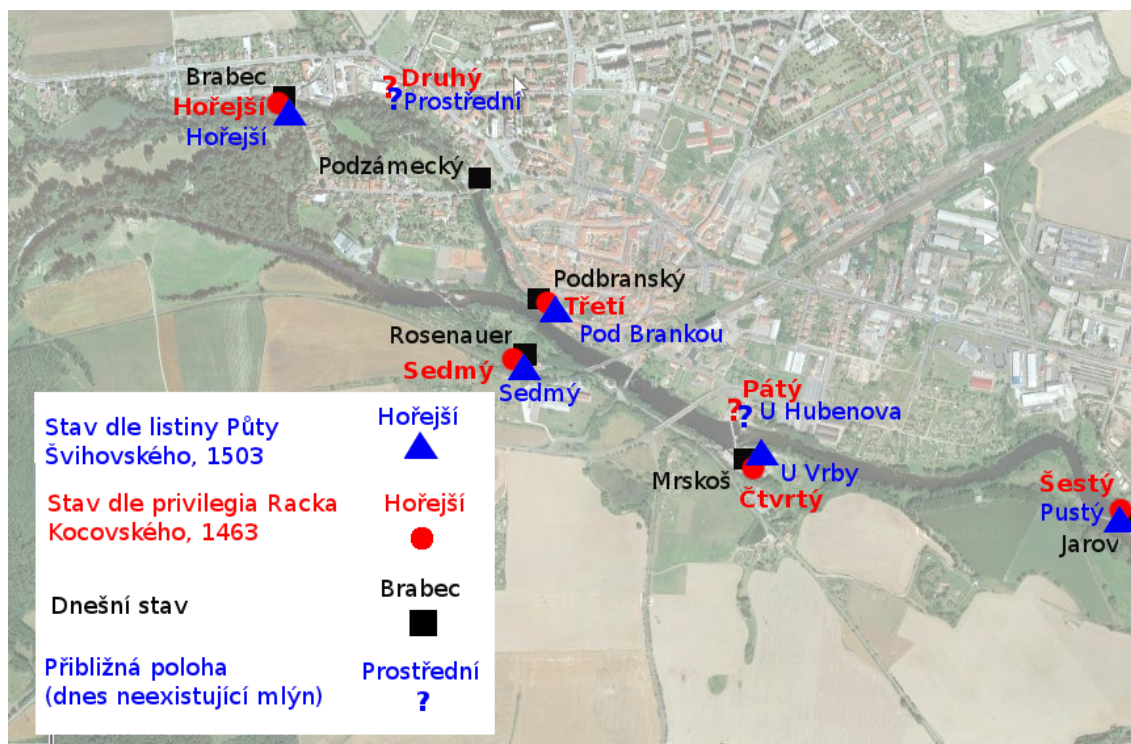 Brabec
Druhý
Hořejší
? ? Prostřední
Hořejší
Podzámecký
Podbranský
Třetí
Rosenauer
Pod Brankou
Sedmý
Sedmý
Pátý
? ? U Hubenova
Mrskoš
U Vrby
Čtvrtý
Šestý
Pustý
Jarov
Stav dle listiny Půty
Švihovského, 1503
Hořejší
Stav dle privilegia Racka
Kocovského, 1463
Hořejší
Dnešní stav
Brabec
Přibližná poloha
(dnes neexistující mlýn)
Prostřední
?